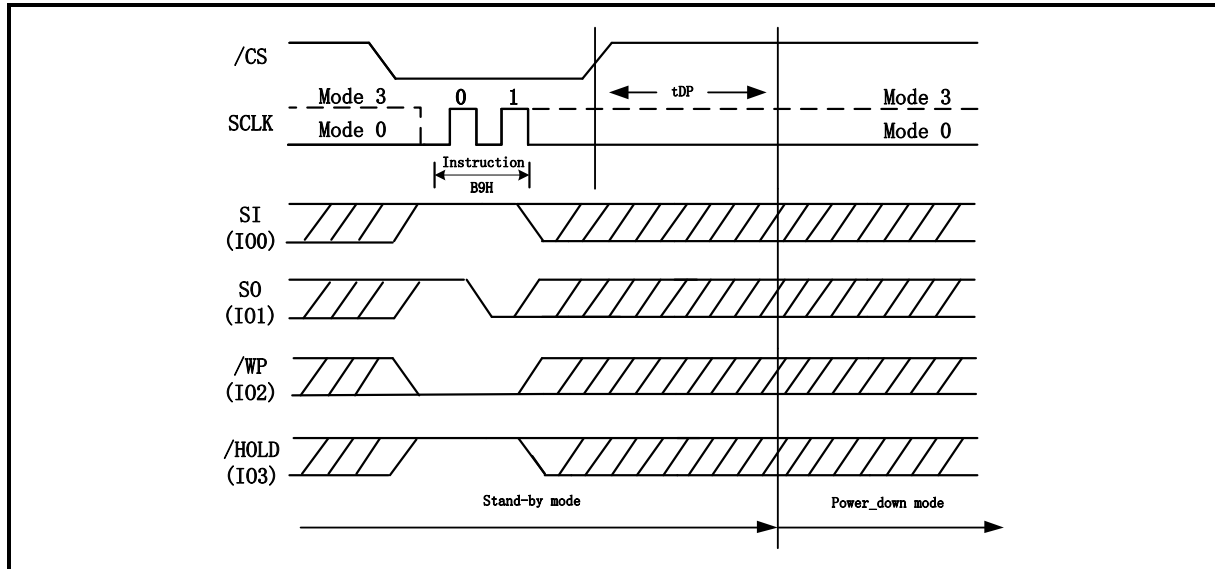 /CS
tDP
Mode 3 0 1 Mode 3
SCLK
Mode 0 Mode 0
Instruction
B9H
SI
(IO0)
SO
(IO1)
/WP
(IO2)
/HOLD
(IO3)
Stand-by mode Power_down mode